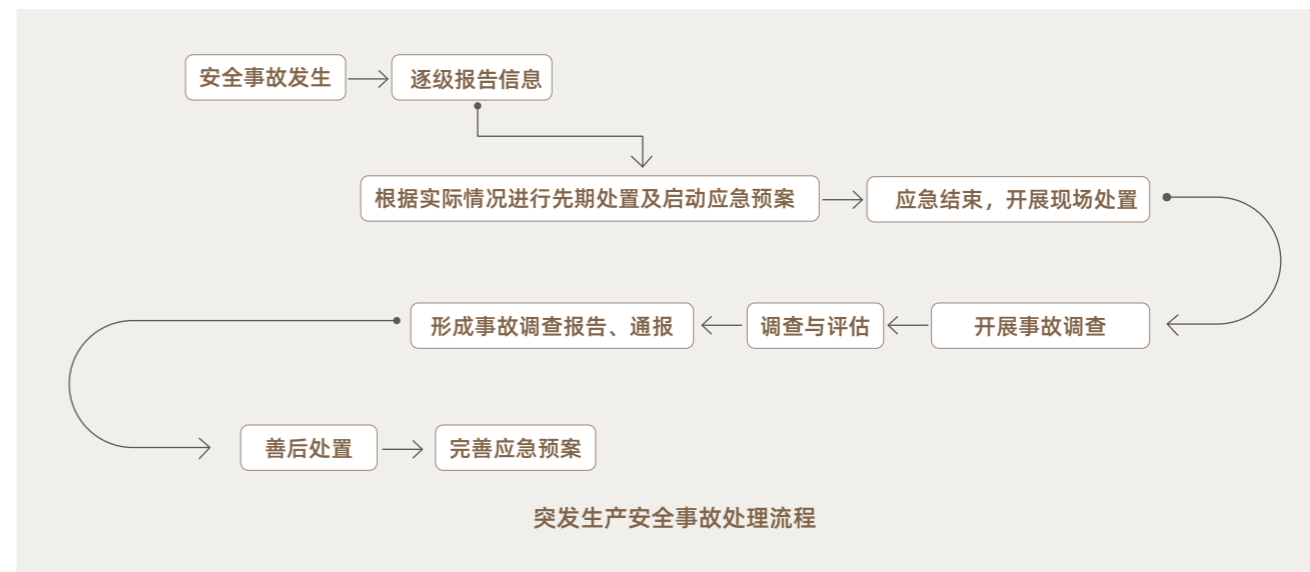 安全事故发生
逐级报告信息
根据实际情况进行先期处置及启动应急预案
应急结束，开展现场处置
开展事故调查
调查与评估
形成事故调查报告、通报
善后处置
完善应急预案
突发生产安全事故处理流程